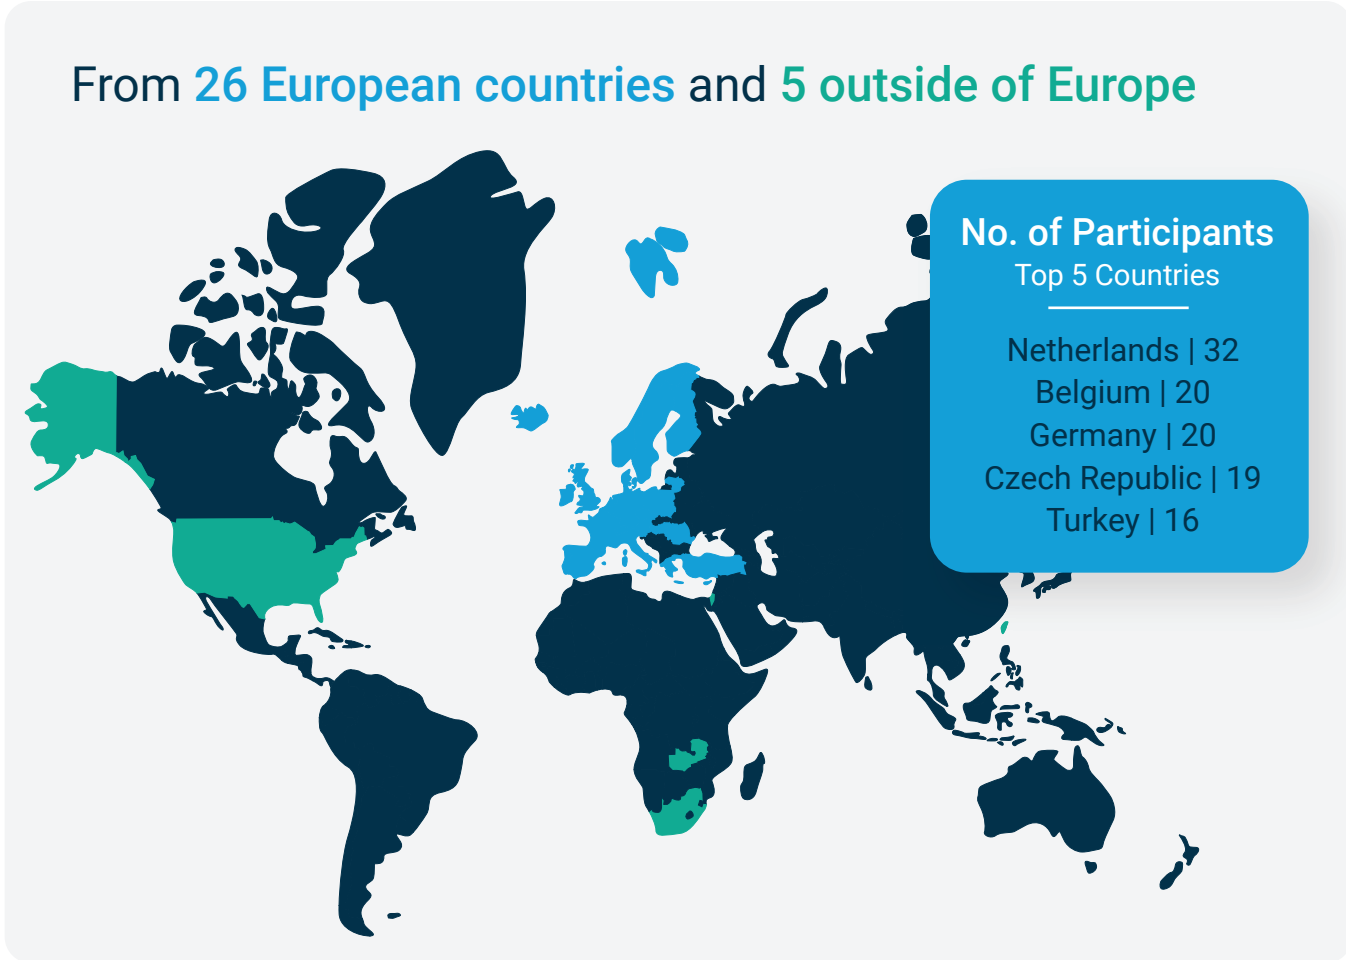 From 26 European countries and 5 outside of Europe
No. of Participants
Top 5 Countries
Netherlands | 32
Belgium | 20
Germany | 20
Czech Republic | 19
Turkey | 16